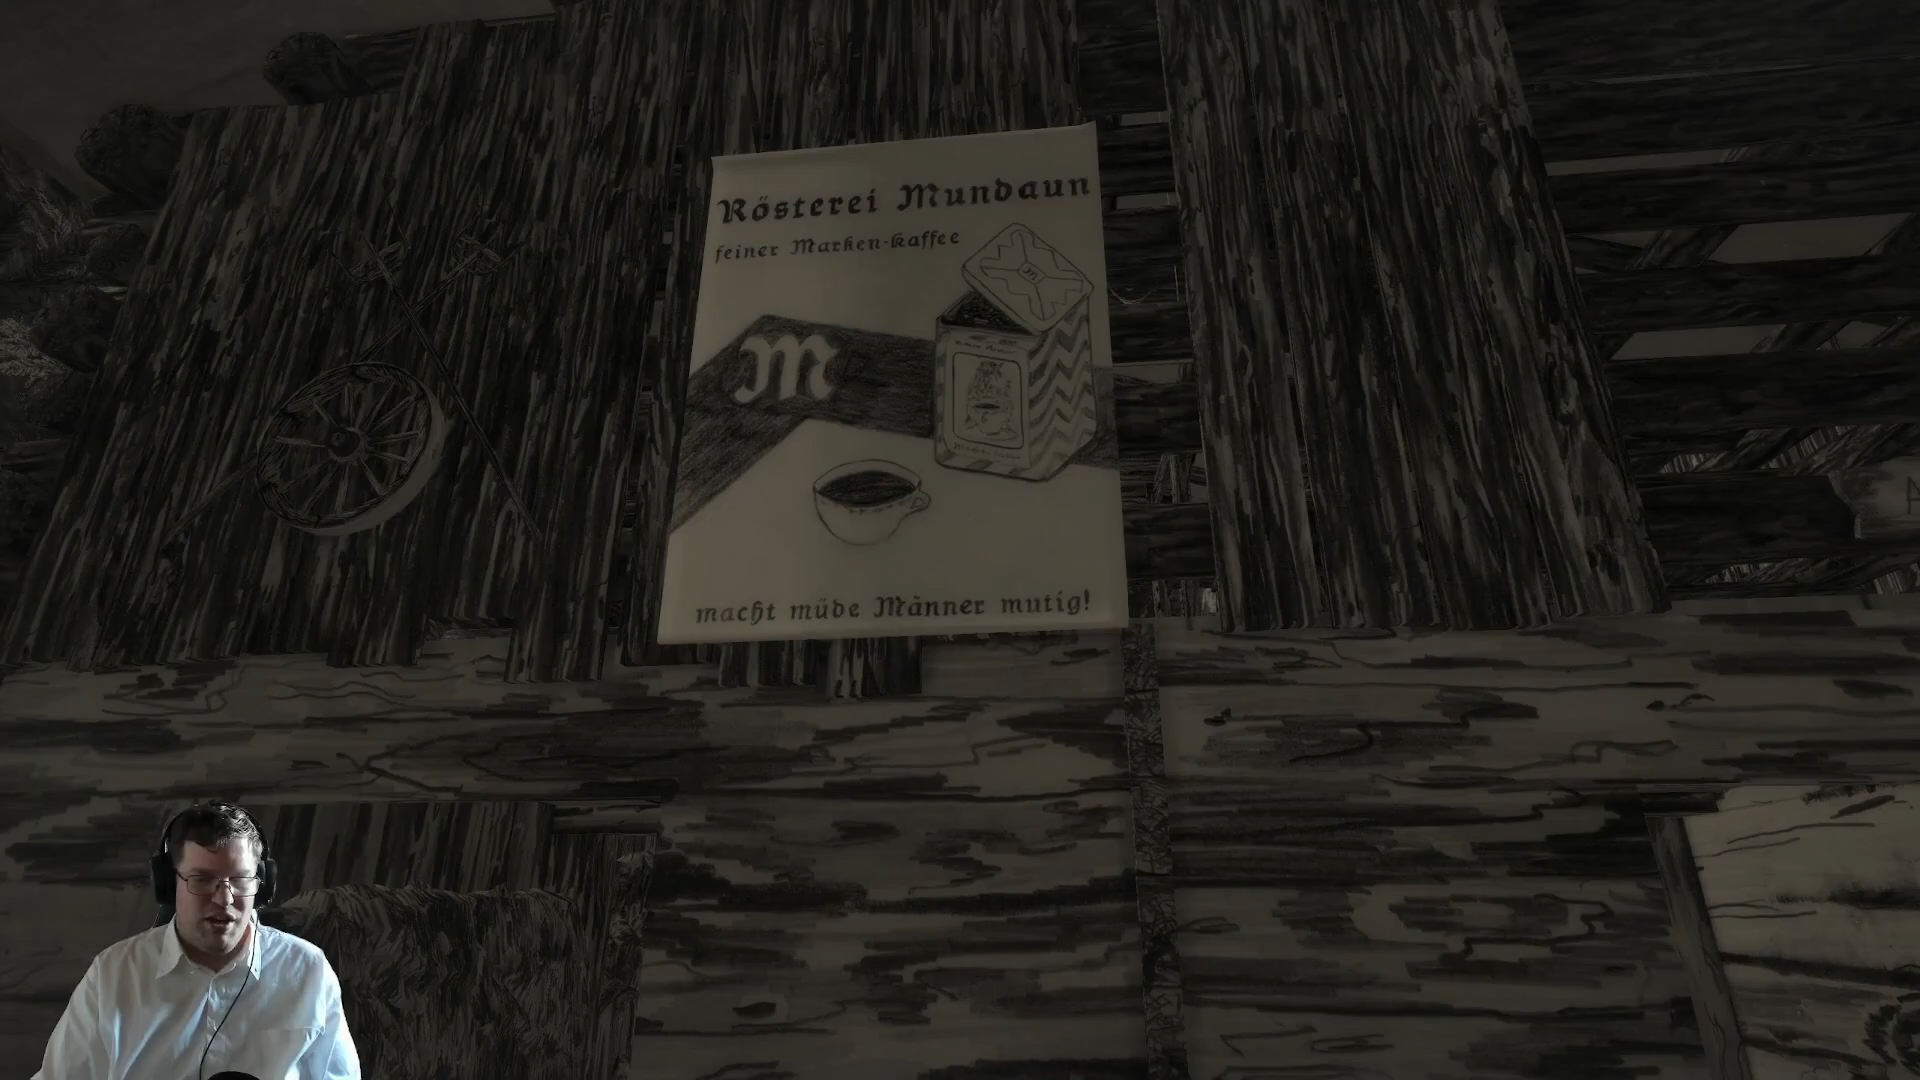 Rösterei Mundaun
feiner Marken-Kaffee
M
M
macht müde Männer mutig!
A